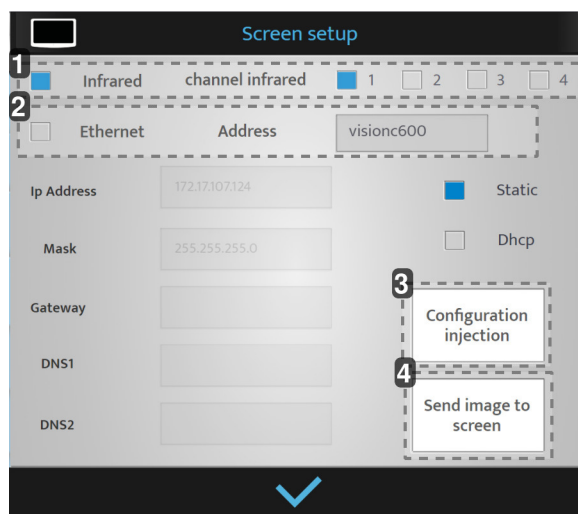 Screen setup
1
Infrared channel infrared 1 2 3 4
2
Ethernet Address visionc600
Ip Address 172.17.107.124 Static
Mask 255.255.255.0 Dhcp
3
Gateway
Configuration
injection
DNS1
4
Send image to
screen
DNS2